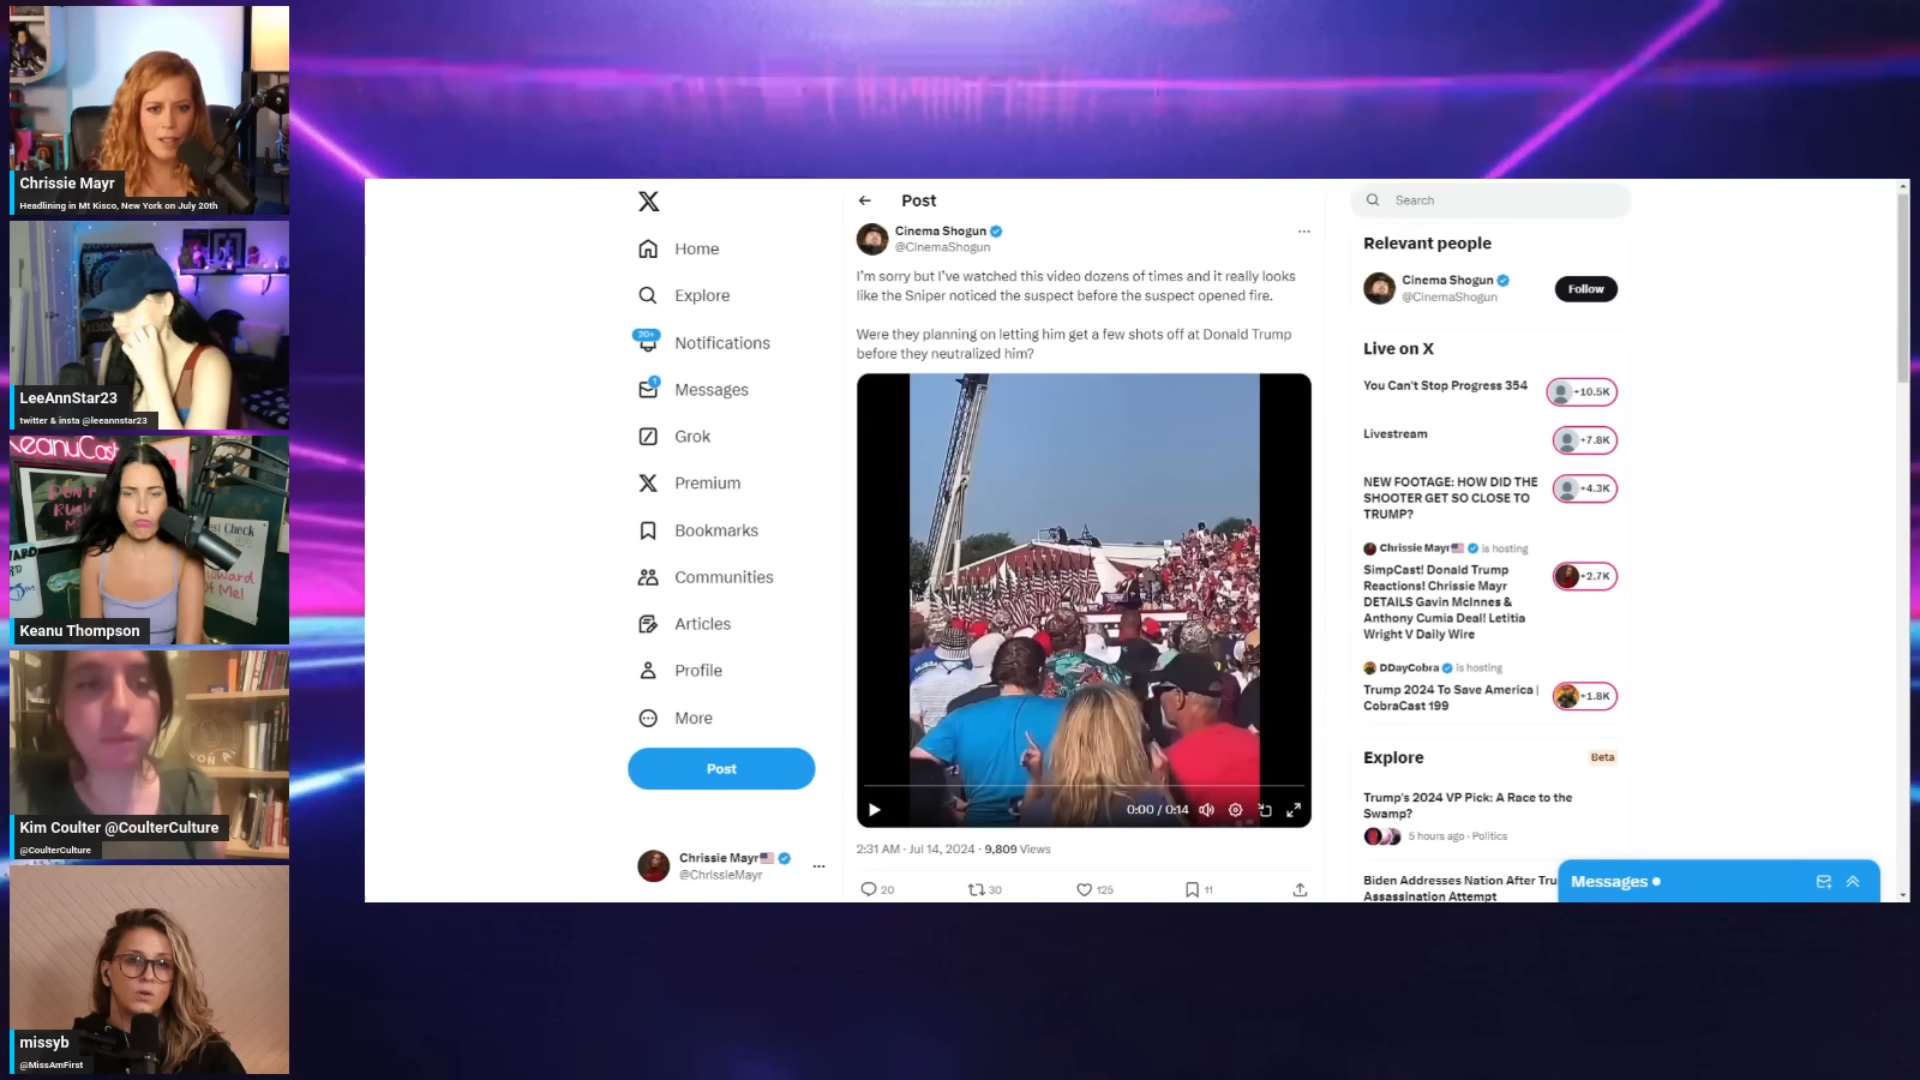 Chrissie Mayr
Headlining in Mt Kisco, New York on July 20th
LeeAnnStar23
twitter & insta @leeannstar23
KeanuCast
Keanu Thompson
Kim Coulter @CoulterCulture
@CoulterCulture
missyb
@MissAmFirst
Home
Explore
20+
Notifications
1
Messages
Grok
Premium
Bookmarks
Communities
Articles
Profile
More
Post
Chrissie Mayr
@ChrissieMayr
Post
Cinema Shogun
@CinemaShogun
I'm sorry but I've watched this video dozens of times and it really looks
like the Sniper noticed the suspect before the suspect opened fire.
Were they planning on letting him get a few shots off at Donald Trump
before they neutralized him?
0:00 / 0:14
2:31 AM · Jul 14, 2024 · 9,809 Views
20
30
125
11
Search
Relevant people
Cinema Shogun
@CinemaShogun
Follow
Live on X
You Can't Stop Progress 354
+10.5K
Livestream
+7.8K
NEW FOOTAGE: HOW DID THE
SHOOTER GET SO CLOSE TO
TRUMP?
+4.3K
Chrissie Mayr is hosting
SimpCast! Donald Trump
Reactions! Chrissie Mayr
DETAILS Gavin McInnes &
Anthony Cumia Deal! Letitia
Wright V Daily Wire
+2.7K
DDayCobra is hosting
Trump 2024 To Save America |
CobraCast 199
+1.8K
Explore
Beta
Trump's 2024 VP Pick: A Race to the
Swamp?
5 hours ago · Politics
Biden Addresses Nation After Tru
Assassination Attempt
Messages